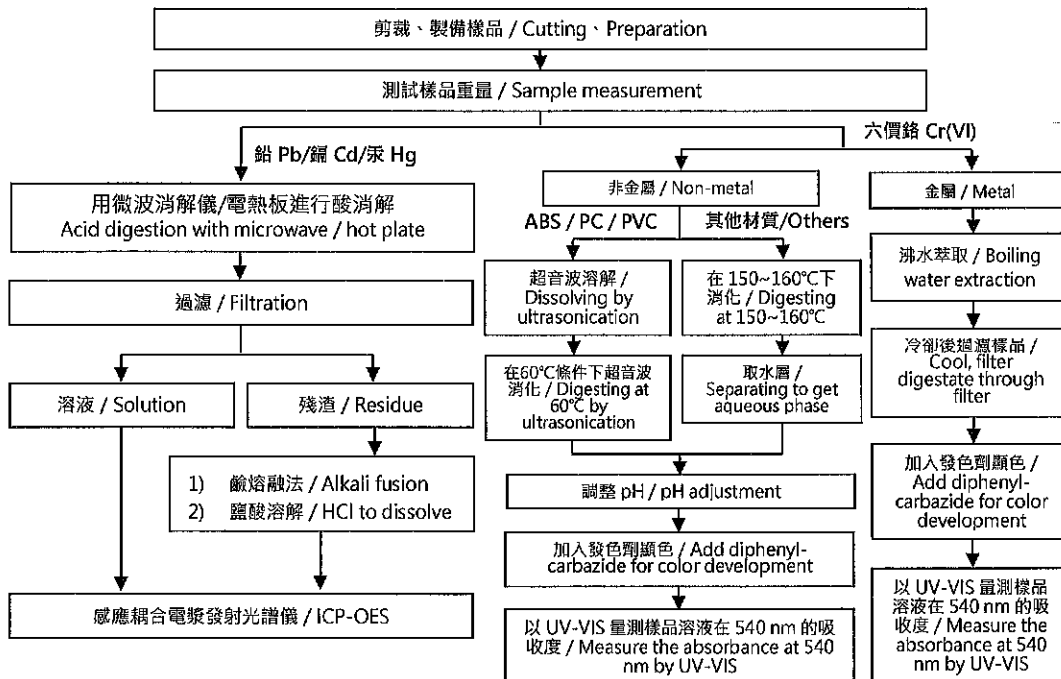 剪裁、製備樣品 / Cutting、Preparation
測試樣品重量 / Sample measurement
鉛 Pb/鎘 Cd/汞 Hg
六價鉻 Cr(VI)
用微波消解儀/電熱板進行酸消解
Acid digestion with microwave / hot plate
過濾 / Filtration
溶液 / Solution
殘渣 / Residue
1) 鹼熔融法 / Alkali fusion
2) 鹽酸溶解 / HCl to dissolve
感應耦合電漿發射光譜儀 / ICP-OES
非金屬 / Non-metal
ABS / PC / PVC
其他材質/Others
超音波溶解 /
Dissolving by
ultrasonication
在60℃條件下超音波
消化 / Digesting at
60℃ by
ultrasonication
在 150~160℃下
消化 / Digesting
at 150~160℃
取水層 /
Separating to get
aqueous phase
調整 pH / pH adjustment
加入發色劑顯色 / Add diphenyl-
carbazide for color development
以 UV-VIS 量測樣品溶液在 540 nm 的吸
收度 / Measure the absorbance at 540
nm by UV-VIS
金屬 / Metal
沸水萃取 / Boiling
water extraction
冷卻後過濾樣品 /
Cool, filter
digestate through
filter
加入發色劑顯色 /
Add diphenyl-
carbazide for color
development
以 UV-VIS 量測樣品
溶液在 540 nm 的吸
收度 / Measure the
absorbance at 540
nm by UV-VIS